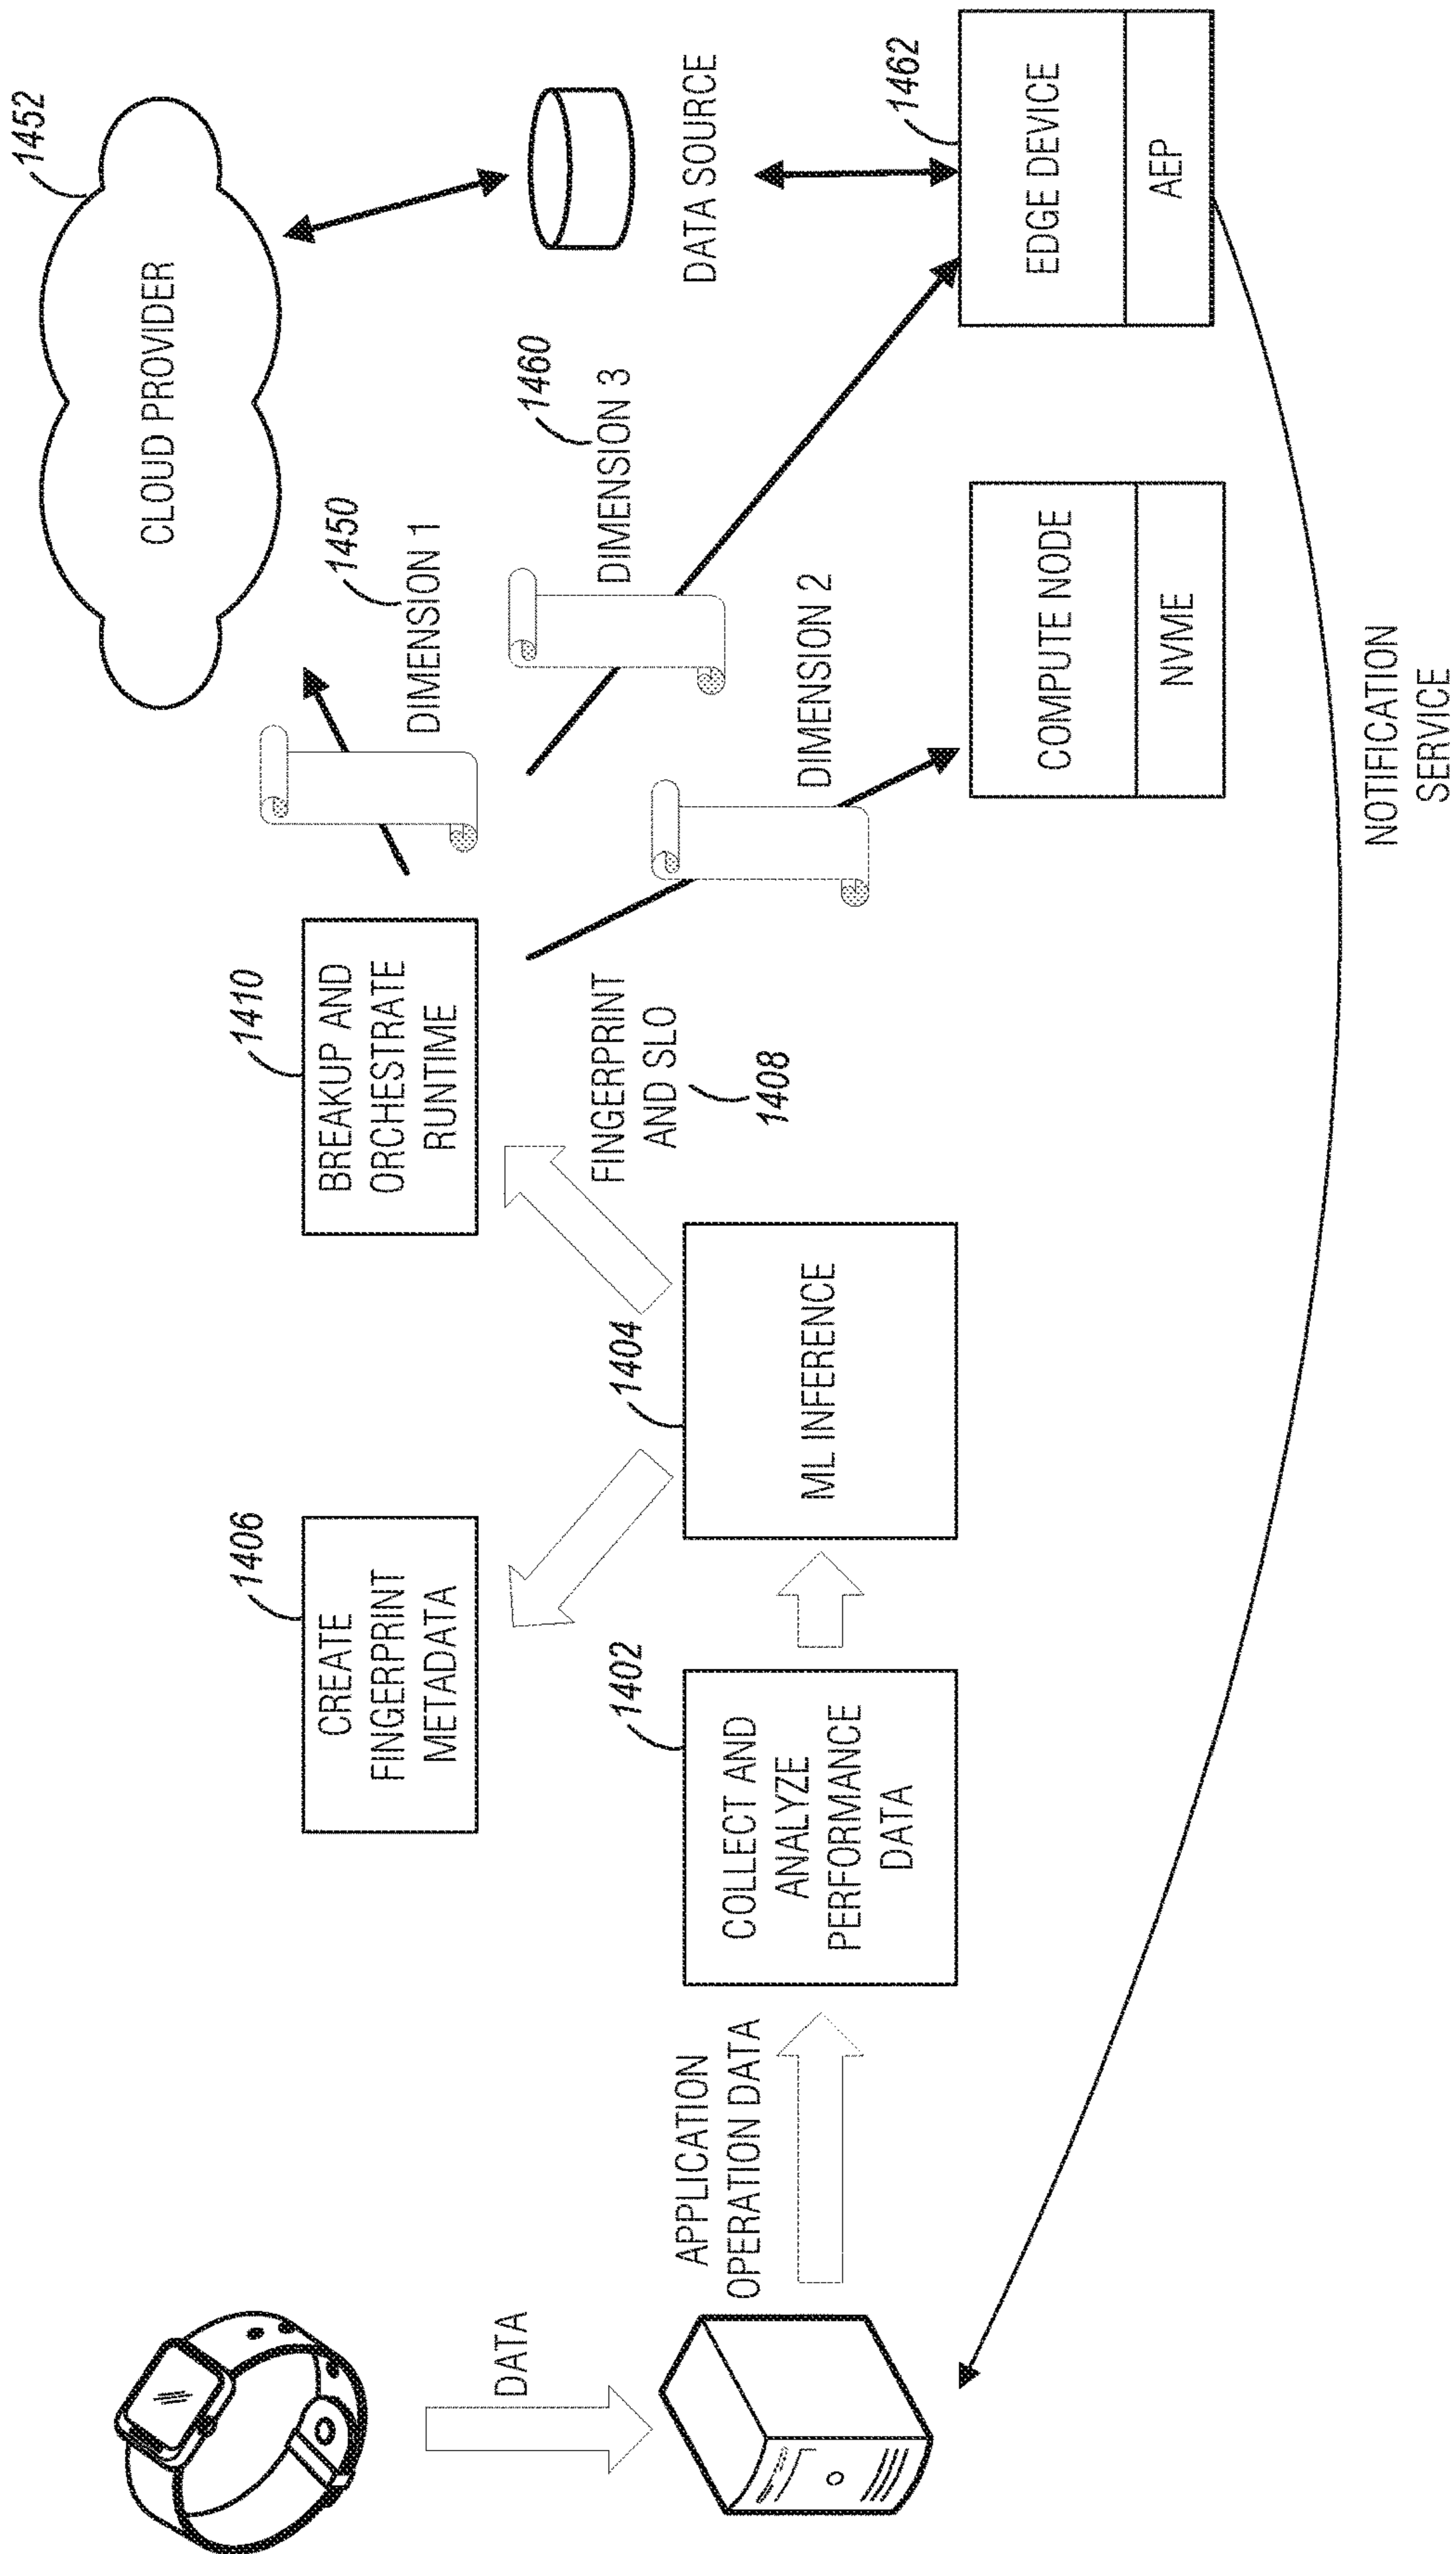 DATA
APPLICATION
OPERATION DATA
1402
COLLECT AND
ANALYZE
PERFORMANCE
DATA
1406
CREATE
FINGERPRINT
METADATA
1404
ML INFERENCE
1410
BREAKUP AND
ORCHESTRATE
RUNTIME
FINGERPRINT
AND SLO
1408
1450
DIMENSION 1
1460
DIMENSION 3
DIMENSION 2
1452
CLOUD PROVIDER
DATA SOURCE
COMPUTE NODE
NVME
1462
EDGE DEVICE
AEP
NOTIFICATION
SERVICE